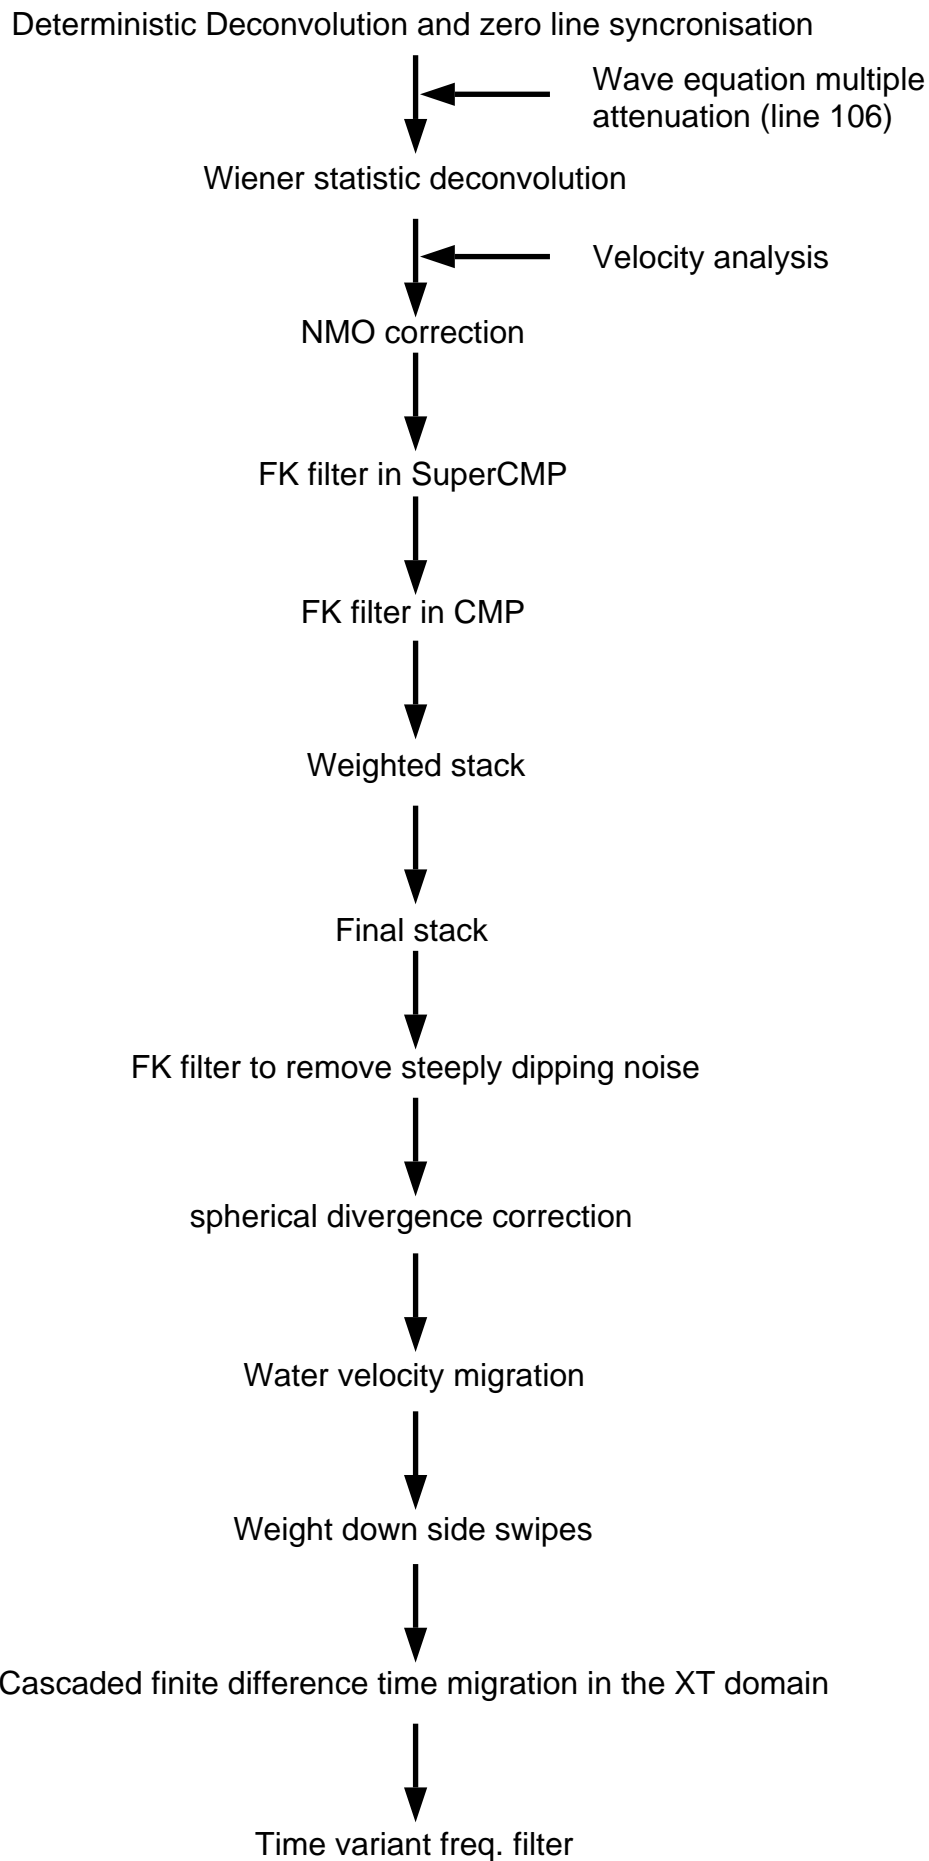 Deterministic Deconvolution and zero line syncronisation
Wave equation multiple
attenuation (line 106)
Wiener statistic deconvolution
Velocity analysis
NMO correction
FK filter in SuperCMP
FK filter in CMP
Weighted stack
Final stack
FK filter to remove steeply dipping noise
spherical divergence correction
Water velocity migration
Weight down side swipes
Cascaded finite difference time migration in the XT domain
Time variant freq. filter